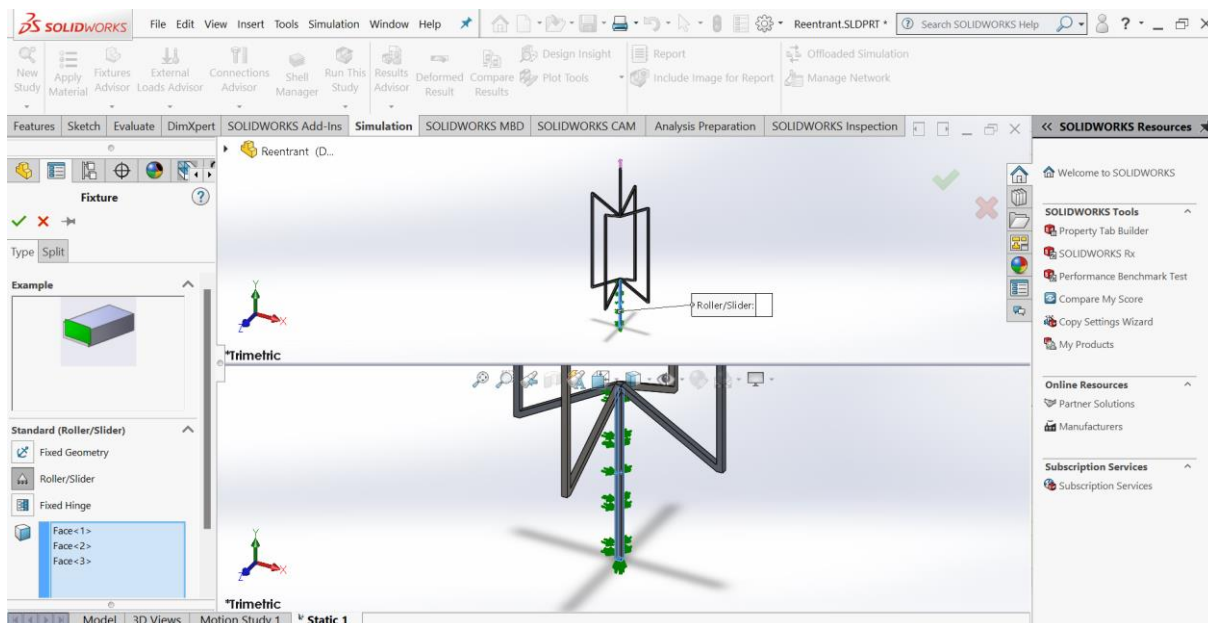 SOLIDWORKS File Edit View Insert Tools Simulation Window Help Reentrant.SLDPRT * Search SOLIDWORKS Help
New Study
Apply Material
Fixtures Advisor
External Loads Advisor
Connections Advisor
Shell Manager
Run This Study
Results Advisor
Deformed Result
Compare Results
Design Insight
Plot Tools
Report
Include Image for Report
Offloaded Simulation
Manage Network
Features Sketch Evaluate DimXpert SOLIDWORKS Add-Ins Simulation SOLIDWORKS MBD SOLIDWORKS CAM Analysis Preparation SOLIDWORKS Inspection
Fixture
Type Split
Example
Standard (Roller/Slider)
Fixed Geometry
Roller/Slider
Fixed Hinge
Face<1>
Face<2>
Face<3>
Reentrant (D...
Roller/Slider:
Y
X
Z
*Trimetric
Y
X
Z
*Trimetric
<< SOLIDWORKS Resources
Welcome to SOLIDWORKS
SOLIDWORKS Tools
Property Tab Builder
SOLIDWORKS Rx
Performance Benchmark Test
Compare My Score
Copy Settings Wizard
My Products
Online Resources
Partner Solutions
Manufacturers
Subscription Services
Subscription Services
Model 3D Views Motion Study 1 Static 1